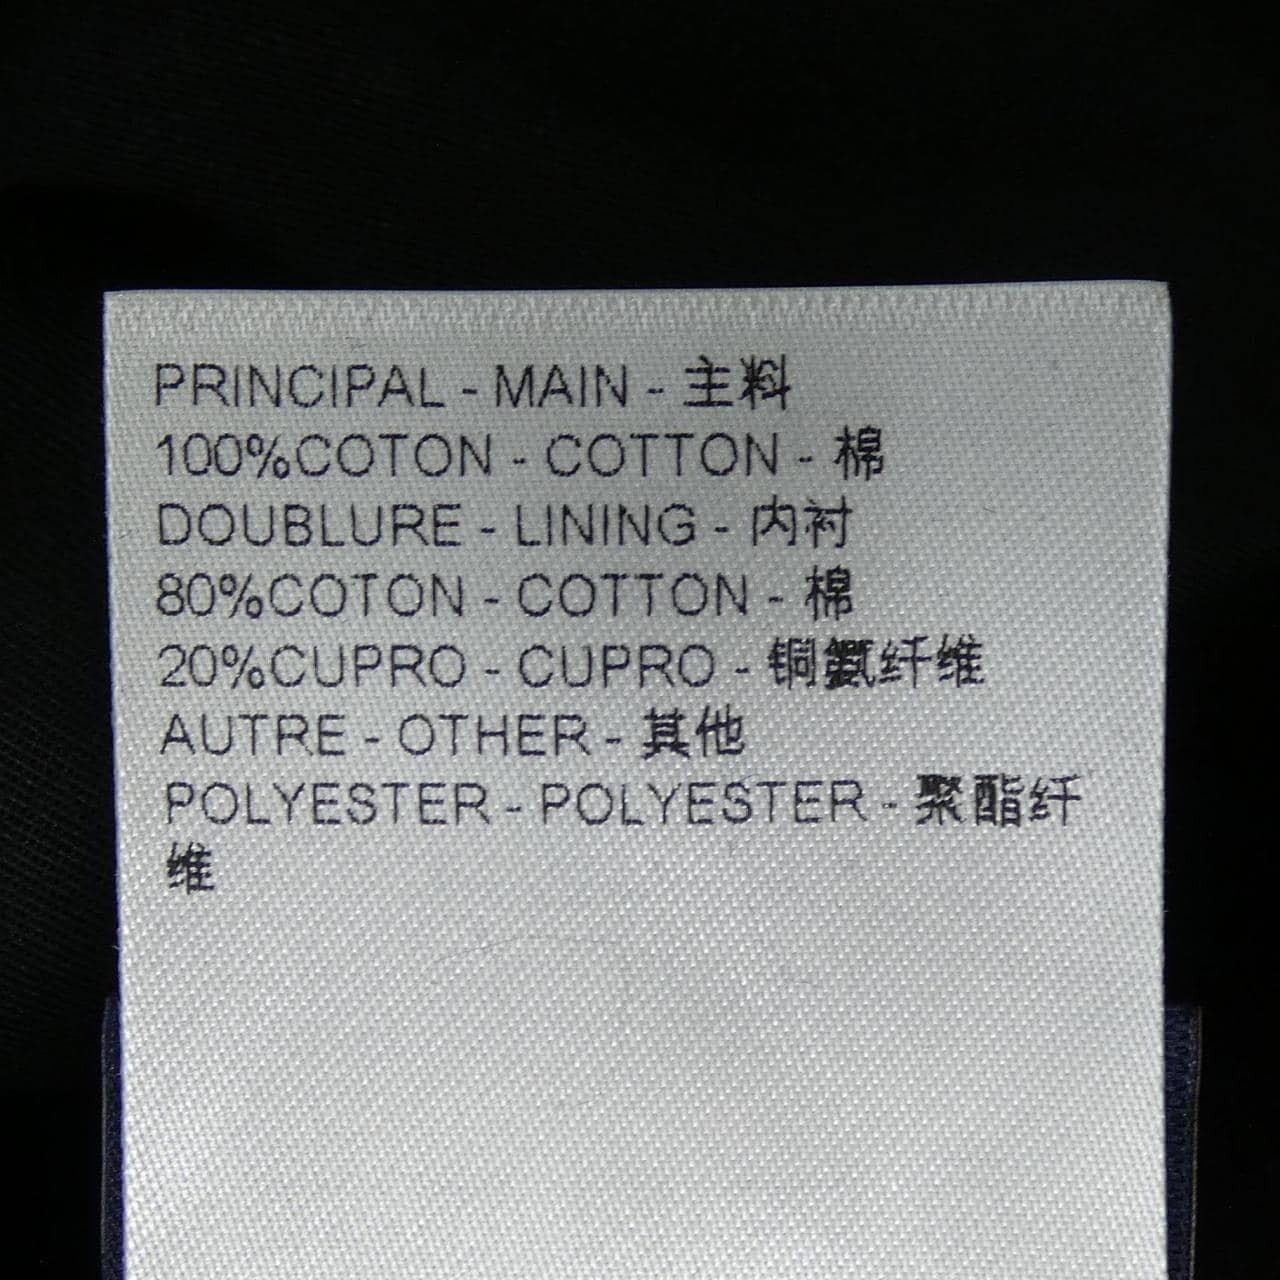 PRINCIPAL - MAIN - 主料
100%COTON - COTTON - 棉
DOUBLURE - LINING - 内衬
80%COTON - COTTON - 棉
20%CUPRO - CUPRO - 铜氨纤维
AUTRE - OTHER - 其他
POLYESTER - POLYESTER - 聚酯纤
维